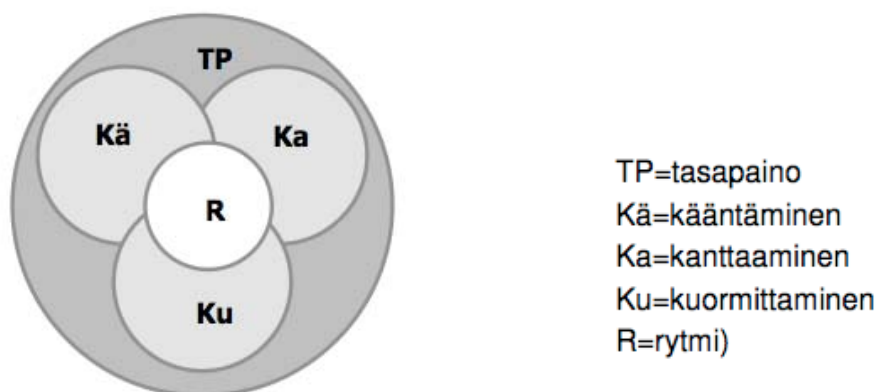 TP
Kä
Ka
R
Ku
TP=tasapaino
Kä=kääntäminen
Ka=kanttaaminen
Ku=kuormittaminen
R=rytmi)